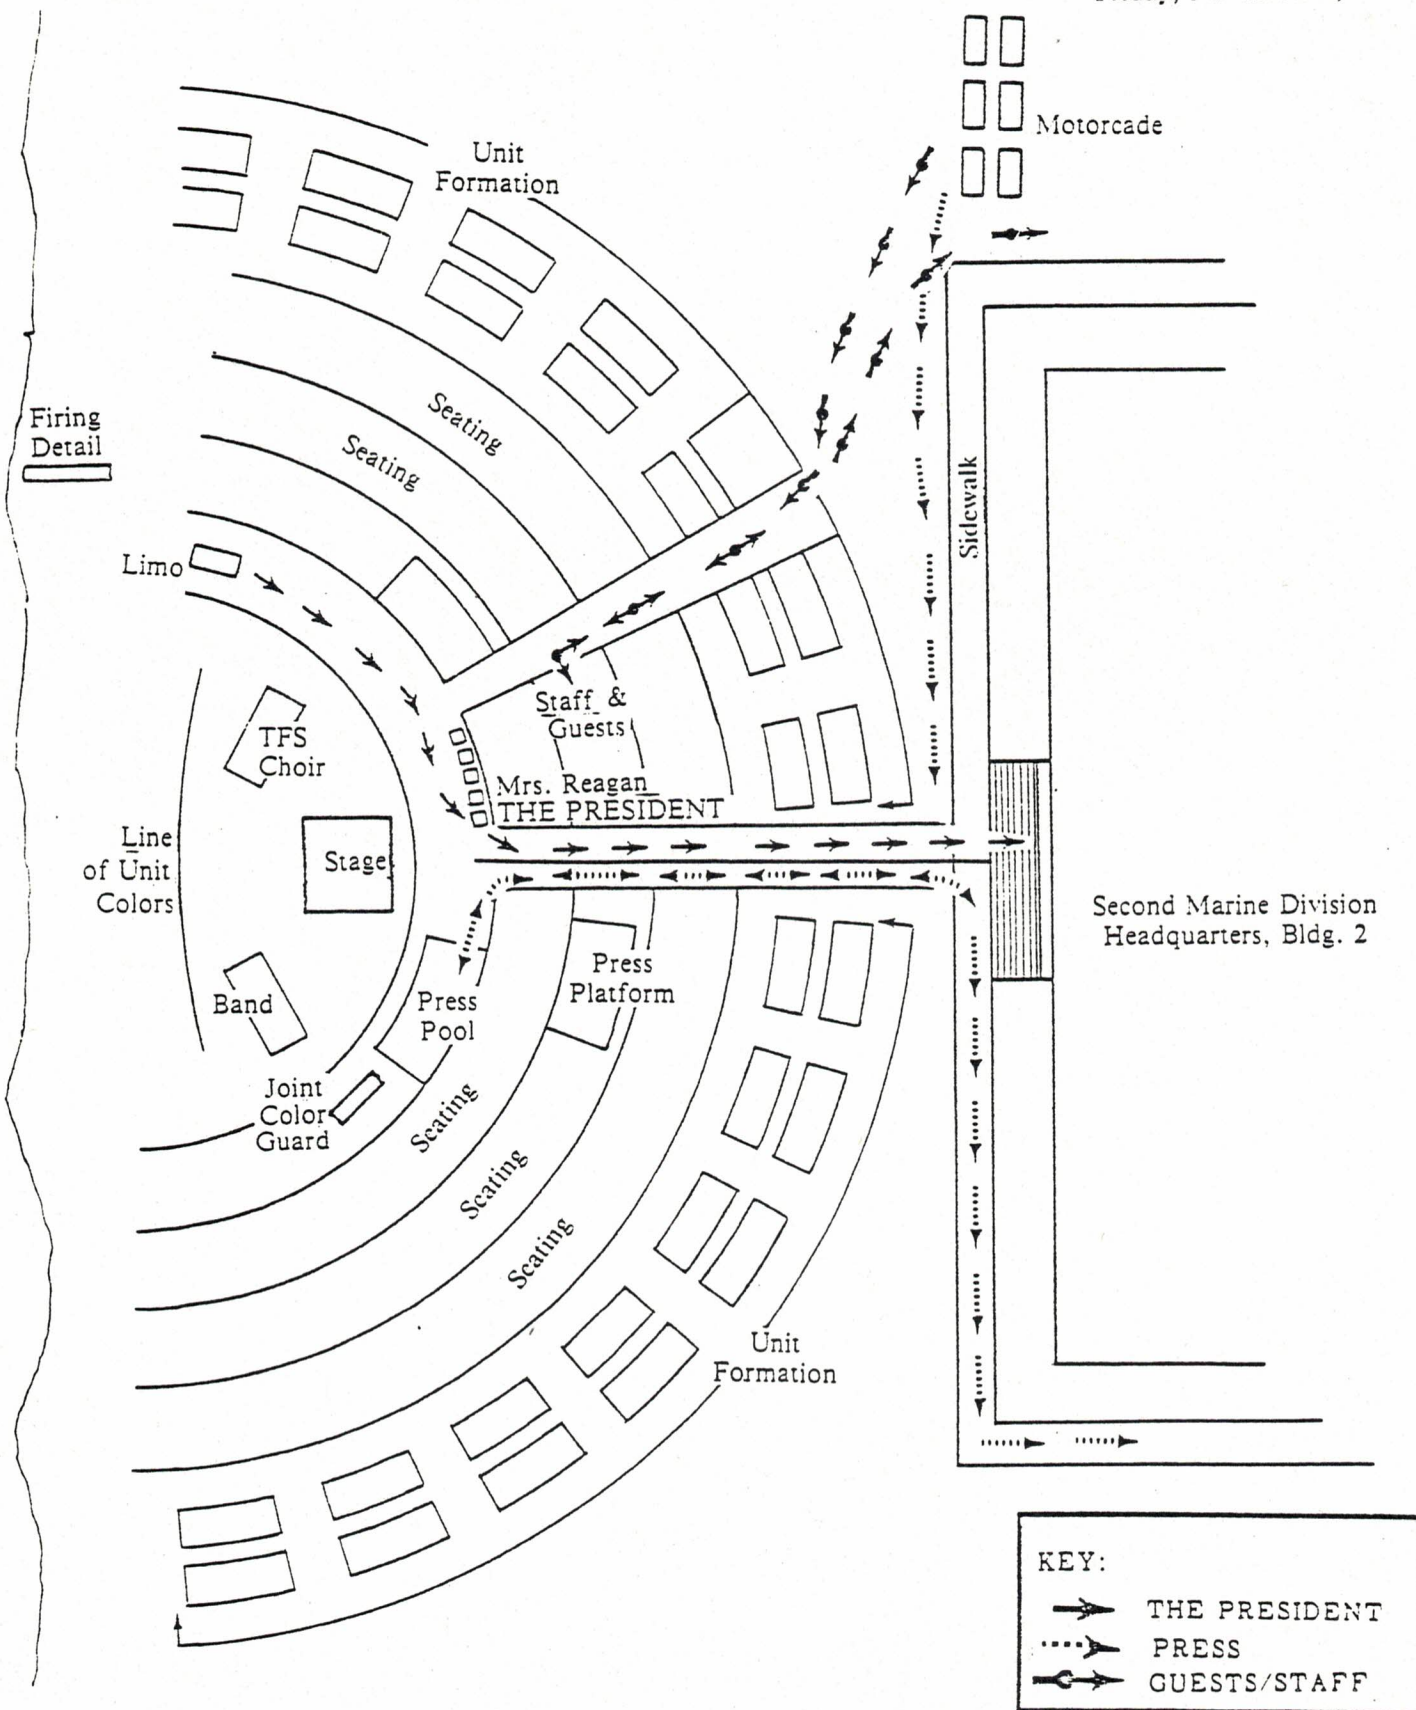 Motorcade
Unit
Formation
Seating
Seating
Firing
Detail
Sidewalk
Limo
Staff &
Guests
TFS
Choir
Mrs. Reagan
THE PRESIDENT
Line
of Unit
Colors
Stage
Second Marine Division
Headquarters, Bldg. 2
Press
Platform
Band
Press
Pool
Joint
Color
Guard
Seating
Seating
Seating
Unit
Formation
KEY:
THE PRESIDENT
PRESS
GUESTS/STAFF